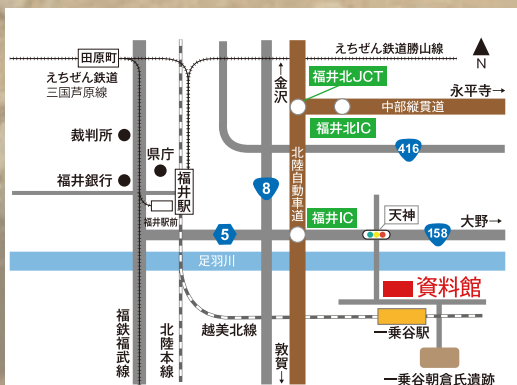 田原町
えちぜん鉄道勝山線
N
えちぜん鉄道
三国芦原線
←金沢
福井北JCT
永平寺→
中部縦貫道
福井北IC
裁判所
県庁
416
北陸自動車道
福井銀行
福井駅
8
福井駅前
福井IC
天神
大野→
5
158
足羽川
資料館
福鉄福武線
北陸本線
越美北線
一乗谷駅
敦賀→
一乗谷朝倉氏遺跡